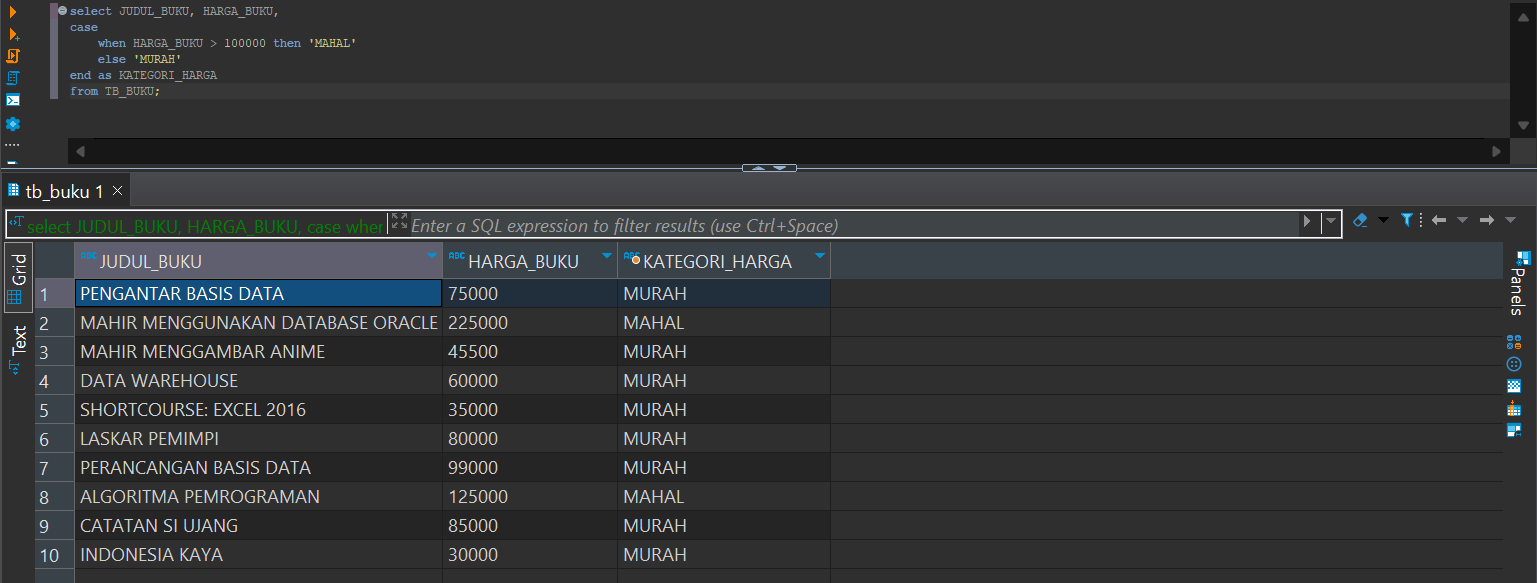 select JUDUL_BUKU, HARGA_BUKU,
case
when HARGA_BUKU > 100000 then 'MAHAL'
else 'MURAH'
end as KATEGORI_HARGA
from TB_BUKU;
tb_buku 1
select JUDUL_BUKU, HARGA_BUKU, case wher Enter a SQL expression to filter results (use Ctrl+Space)
Grid
Text
Panels
ABC JUDUL_BUKU ABC HARGA_BUKU ABC KATEGORI_HARGA
1 PENGANTAR BASIS DATA 75000 MURAH
2 MAHIR MENGGUNAKAN DATABASE ORACLE 225000 MAHAL
3 MAHIR MENGGAMBAR ANIME 45500 MURAH
4 DATA WAREHOUSE 60000 MURAH
5 SHORTCOURSE: EXCEL 2016 35000 MURAH
6 LASKAR PEMIMPI 80000 MURAH
7 PERANCANGAN BASIS DATA 99000 MURAH
8 ALGORITMA PEMROGRAMAN 125000 MAHAL
9 CATATAN SI UJANG 85000 MURAH
10 INDONESIA KAYA 30000 MURAH